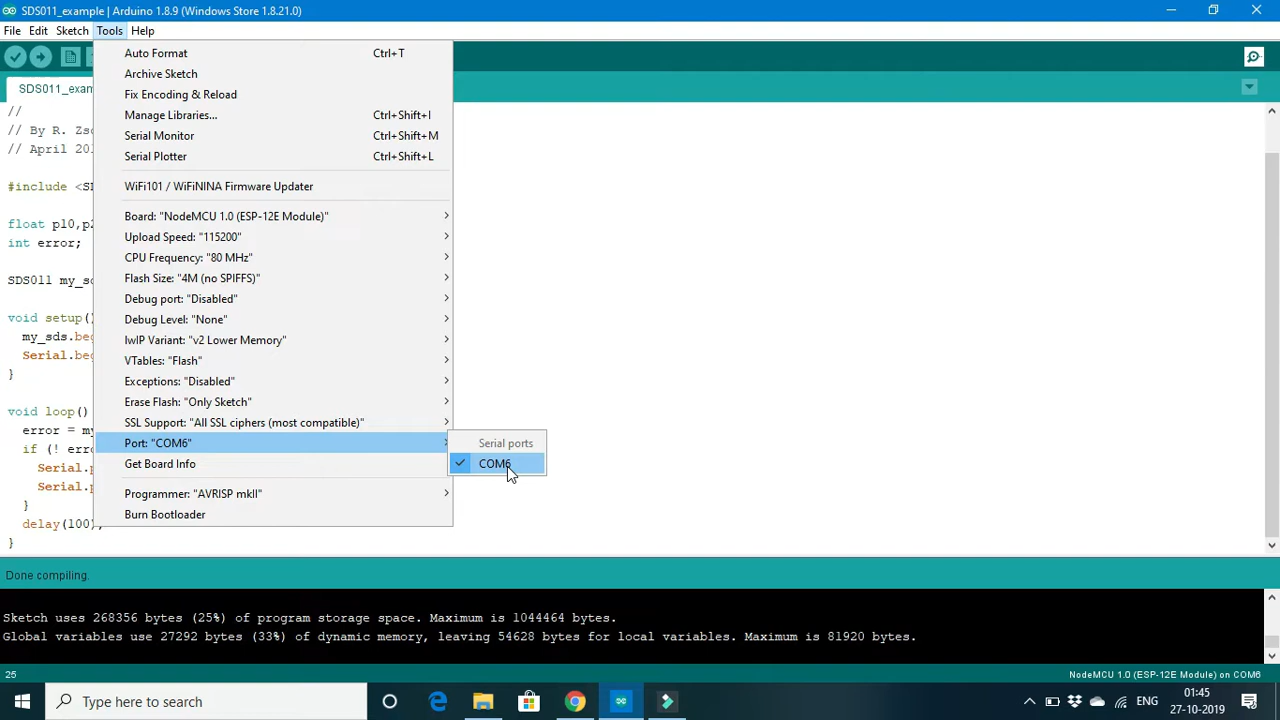 SDS011_example | Arduino 1.8.9 (Windows Store 1.8.21.0)
File Edit Sketch Tools Help
Auto Format Ctrl+T
SDS011_exam
Archive Sketch
Fix Encoding & Reload
//
Manage Libraries... Ctrl+Shift+I
// By R. Zsc
Serial Monitor Ctrl+Shift+M
// April 201
Serial Plotter Ctrl+Shift+L
#include <SD
WiFi101 / WiFiNINA Firmware Updater
float p10,p2
Board: "NodeMCU 1.0 (ESP-12E Module)"
int error;
Upload Speed: "115200"
CPU Frequency: "80 MHz"
SDS011 my_sd
Flash Size: "4M (no SPIFFS)"
Debug port: "Disabled"
void setup()
Debug Level: "None"
my_sds.beg
lwIP Variant: "v2 Lower Memory"
Serial.beg
VTables: "Flash"
}
Exceptions: "Disabled"
Erase Flash: "Only Sketch"
void loop()
SSL Support: "All SSL ciphers (most compatible)"
error = my
Port: "COM6" Serial ports
if (! erro
Get Board Info COM6
Serial.p
Serial.p
Programmer: "AVRISP mkII"
}
Burn Bootloader
delay(100);
}
Done compiling.
Sketch uses 268356 bytes (25%) of program storage space. Maximum is 1044464 bytes.
Global variables use 27292 bytes (33%) of dynamic memory, leaving 54628 bytes for local variables. Maximum is 81920 bytes.
25 NodeMCU 1.0 (ESP-12E Module) on COM6
Type here to search ENG 01:45
27-10-2019